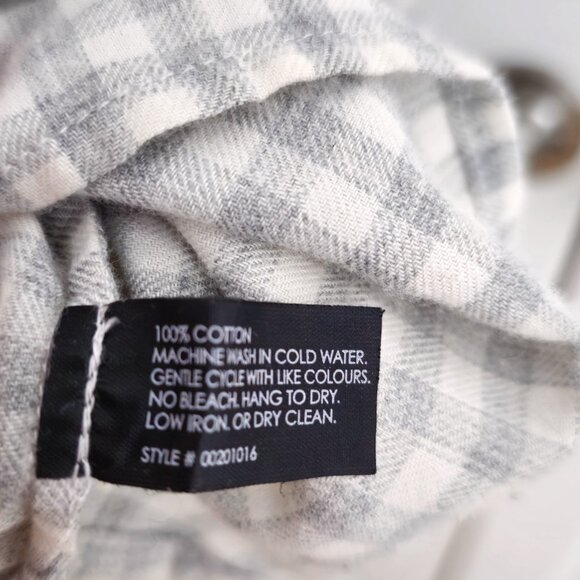 100% COTTON
MACHINE WASH IN COLD WATER.
GENTLE CYCLE WITH LIKE COLOURS.
NO BLEACH. HANG TO DRY.
LOW IRON. OR DRY CLEAN.
STYLE # 00201016